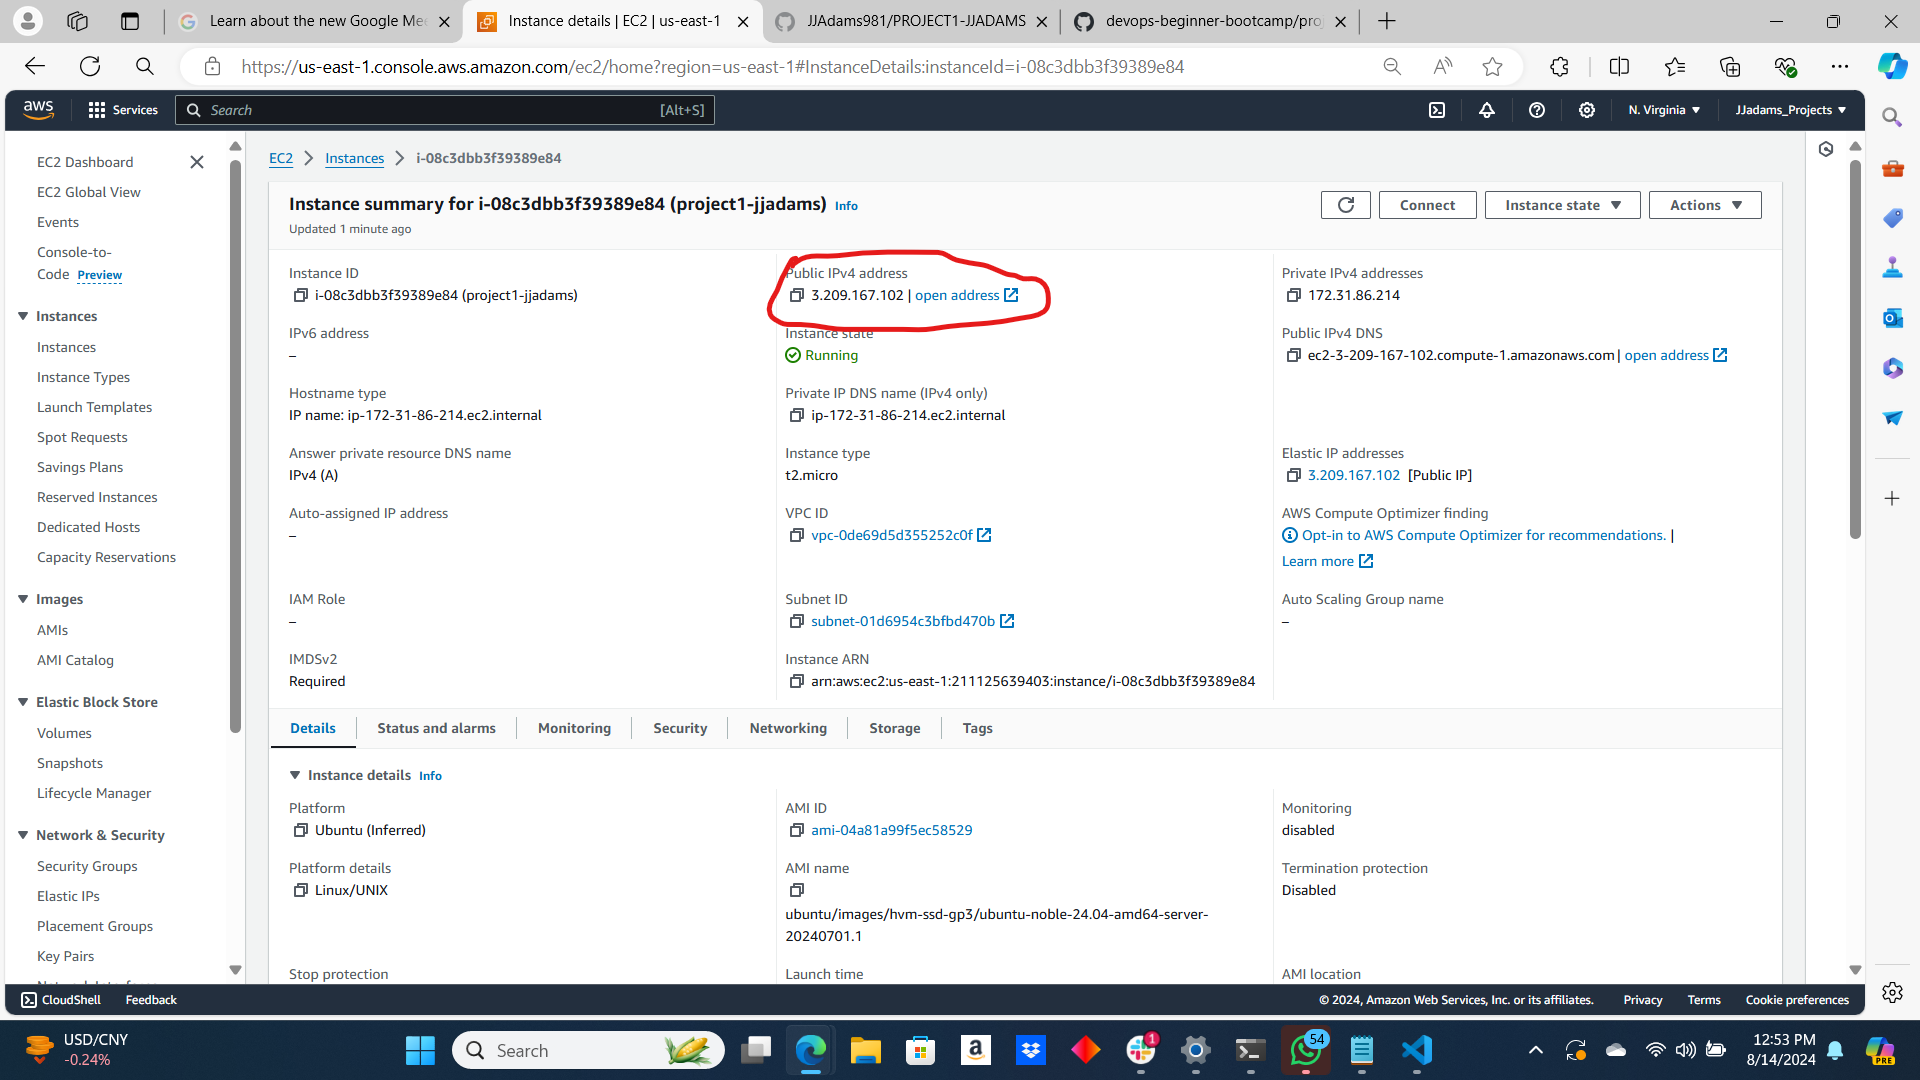 Learn about the new Google Mee
Instance details | EC2 | us-east-1
JJAdams981/PROJECT1-JJADAMS
devops-beginner-bootcamp/proj
https://us-east-1.console.aws.amazon.com/ec2/home?region=us-east-1#InstanceDetails:instanceId=i-08c3dbb3f39389e84
aws
Services
Search
[Alt+S]
N. Virginia
JJadams_Projects
EC2 Dashboard
EC2 Global View
Events
Console-to-
Code Preview
Instances
Instances
Instance Types
Launch Templates
Spot Requests
Savings Plans
Reserved Instances
Dedicated Hosts
Capacity Reservations
Images
AMIs
AMI Catalog
Elastic Block Store
Volumes
Snapshots
Lifecycle Manager
Network & Security
Security Groups
Elastic IPs
Placement Groups
Key Pairs
EC2 > Instances > i-08c3dbb3f39389e84
Instance summary for i-08c3dbb3f39389e84 (project1-jjadams) Info
Updated 1 minute ago
Connect
Instance state
Actions
Instance ID
i-08c3dbb3f39389e84 (project1-jjadams)
Public IPv4 address
3.209.167.102 | open address
Private IPv4 addresses
172.31.86.214
IPv6 address
–
Instance state
Running
Public IPv4 DNS
ec2-3-209-167-102.compute-1.amazonaws.com | open address
Hostname type
IP name: ip-172-31-86-214.ec2.internal
Private IP DNS name (IPv4 only)
ip-172-31-86-214.ec2.internal
Answer private resource DNS name
IPv4 (A)
Instance type
t2.micro
Elastic IP addresses
3.209.167.102 [Public IP]
Auto-assigned IP address
–
VPC ID
vpc-0de69d5d355252c0f
AWS Compute Optimizer finding
Opt-in to AWS Compute Optimizer for recommendations. |
Learn more
IAM Role
–
Subnet ID
subnet-01d6954c3bfbd470b
Auto Scaling Group name
–
IMDSv2
Required
Instance ARN
arn:aws:ec2:us-east-1:211125639403:instance/i-08c3dbb3f39389e84
Details
Status and alarms
Monitoring
Security
Networking
Storage
Tags
Instance details Info
Platform
Ubuntu (Inferred)
AMI ID
ami-04a81a99f5ec58529
Monitoring
disabled
Platform details
Linux/UNIX
AMI name
ubuntu/images/hvm-ssd-gp3/ubuntu-noble-24.04-amd64-server-
20240701.1
Termination protection
Disabled
Stop protection
Launch time
AMI location
CloudShell
Feedback
© 2024, Amazon Web Services, Inc. or its affiliates.
Privacy
Terms
Cookie preferences
USD/CNY
-0.24%
Search
1
54
12:53 PM
8/14/2024
PRE